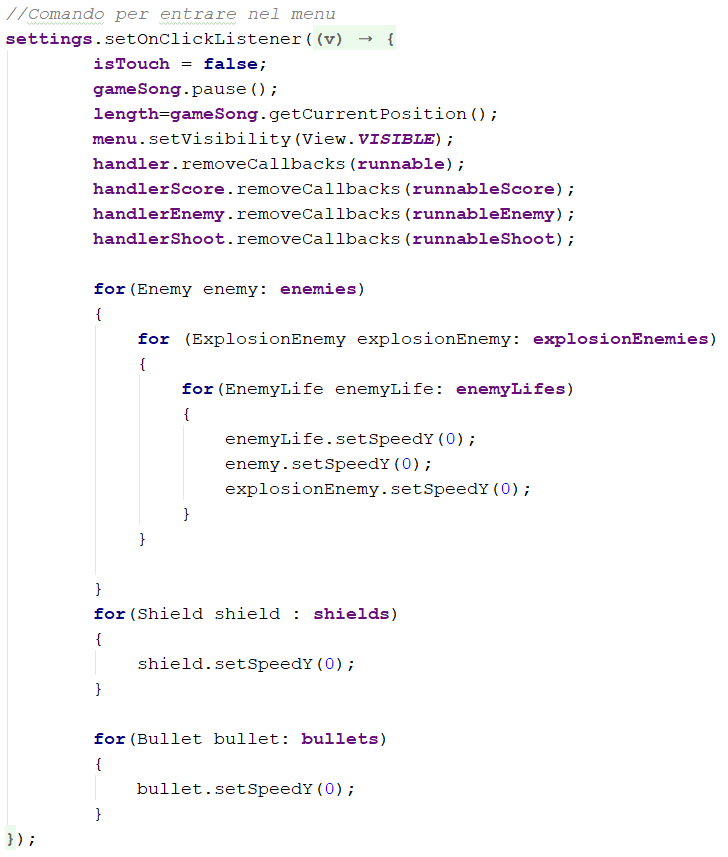 //Comando per entrare nel menu
settings.setOnClickListener((v) → {
isTouch = false;
gameSong.pause();
length=gameSong.getCurrentPosition();
menu.setVisibility(View.VISIBLE);
handler.removeCallbacks(runnable);
handlerScore.removeCallbacks(runnableScore);
handlerEnemy.removeCallbacks(runnableEnemy);
handlerShoot.removeCallbacks(runnableShoot);
for(Enemy enemy: enemies)
{
for (ExplosionEnemy explosionEnemy: explosionEnemies)
{
for(EnemyLife enemyLife: enemyLifes)
{
enemyLife.setSpeedY(0);
enemy.setSpeedY(0);
explosionEnemy.setSpeedY(0);
}
}
}
for(Shield shield : shields)
{
shield.setSpeedY(0);
}
for(Bullet bullet: bullets)
{
bullet.setSpeedY(0);
}
});